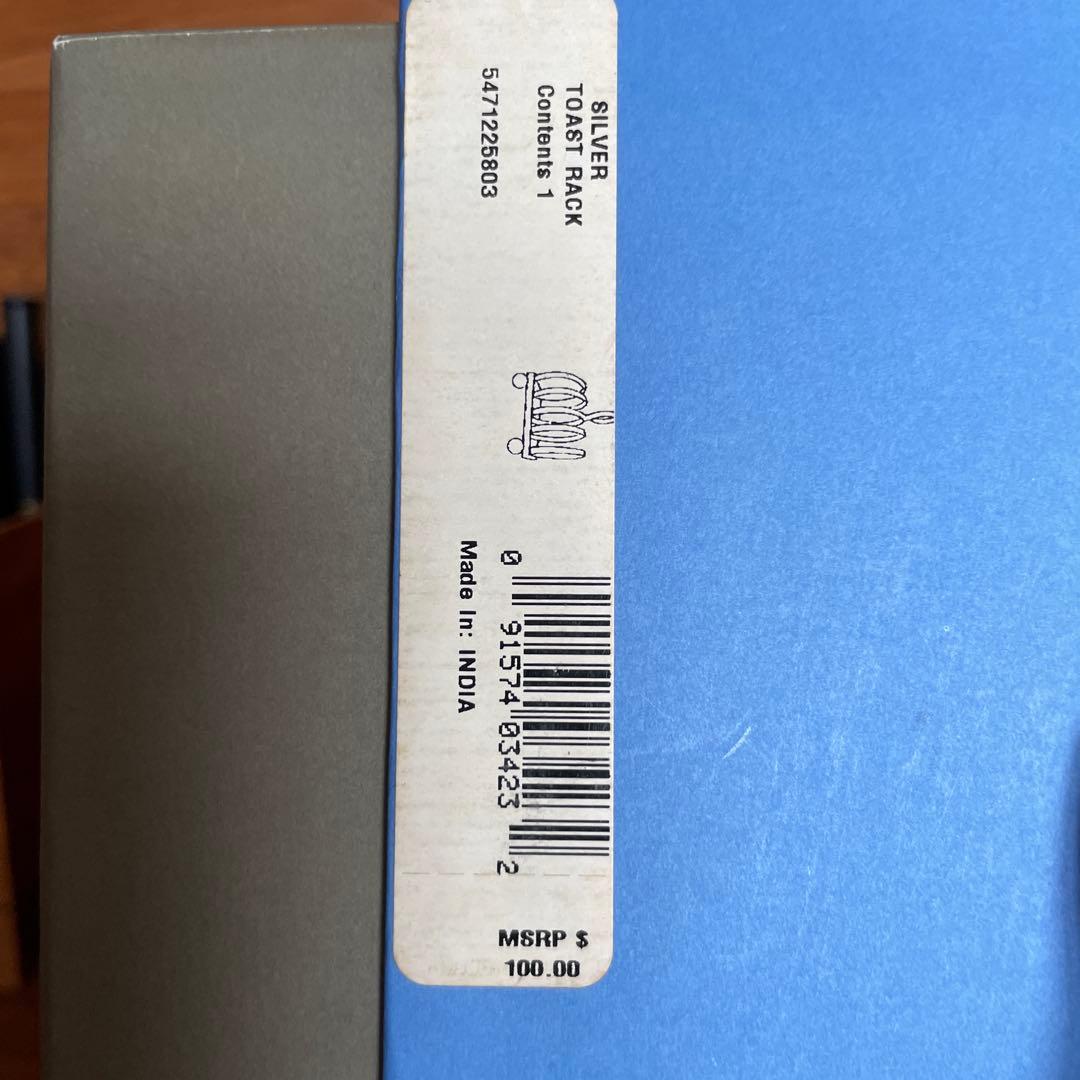 SILVER
TOAST RACK
Contents 1
5471225803
0 91574 03423 2
Made In: INDIA
MSRP $
100.00